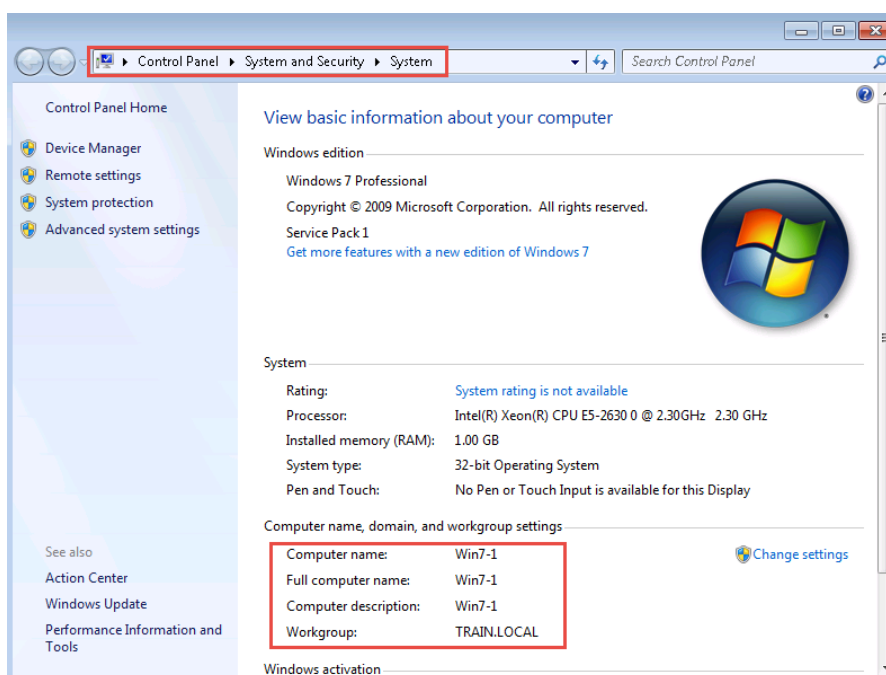 Control Panel ▸ System and Security ▸ System
Search Control Panel
Control Panel Home
Device Manager
Remote settings
System protection
Advanced system settings
See also
Action Center
Windows Update
Performance Information and
Tools
View basic information about your computer
Windows edition
Windows 7 Professional
Copyright © 2009 Microsoft Corporation. All rights reserved.
Service Pack 1
Get more features with a new edition of Windows 7
System
Rating: System rating is not available
Processor: Intel(R) Xeon(R) CPU E5-2630 0 @ 2.30GHz 2.30 GHz
Installed memory (RAM): 1.00 GB
System type: 32-bit Operating System
Pen and Touch: No Pen or Touch Input is available for this Display
Computer name, domain, and workgroup settings
Computer name: Win7-1 Change settings
Full computer name: Win7-1
Computer description: Win7-1
Workgroup: TRAIN.LOCAL
Windows activation